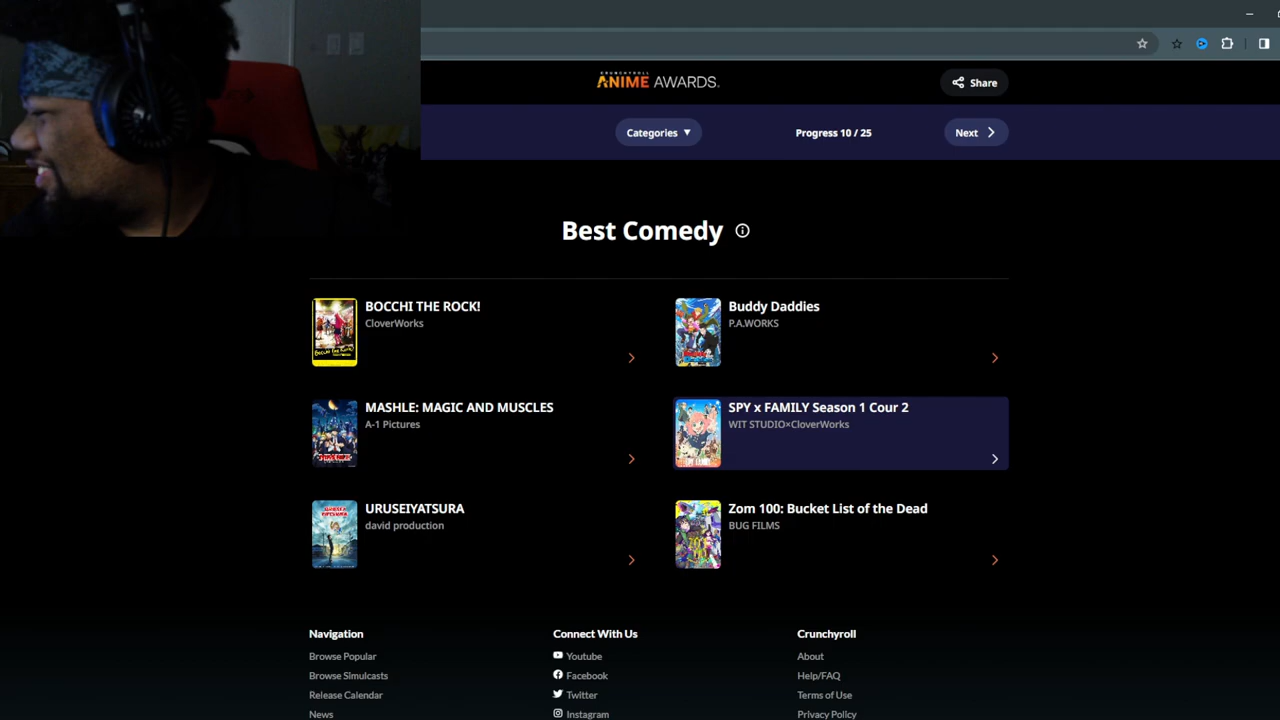 CRUNCHYROLL
ANIME AWARDS.
Share
Categories ▼
Progress 10 / 25
Next
Best Comedy
BOCCHI THE ROCK!
CloverWorks
Buddy Daddies
P.A.WORKS
MASHLE: MAGIC AND MUSCLES
A-1 Pictures
SPY x FAMILY Season 1 Cour 2
WIT STUDIO×CloverWorks
URUSEIYATSURA
david production
Zom 100: Bucket List of the Dead
BUG FILMS
Navigation
Connect With Us
Crunchyroll
Browse Popular
Youtube
About
Browse Simulcasts
Facebook
Help/FAQ
Release Calendar
Twitter
Terms of Use
News
Instagram
Privacy Policy